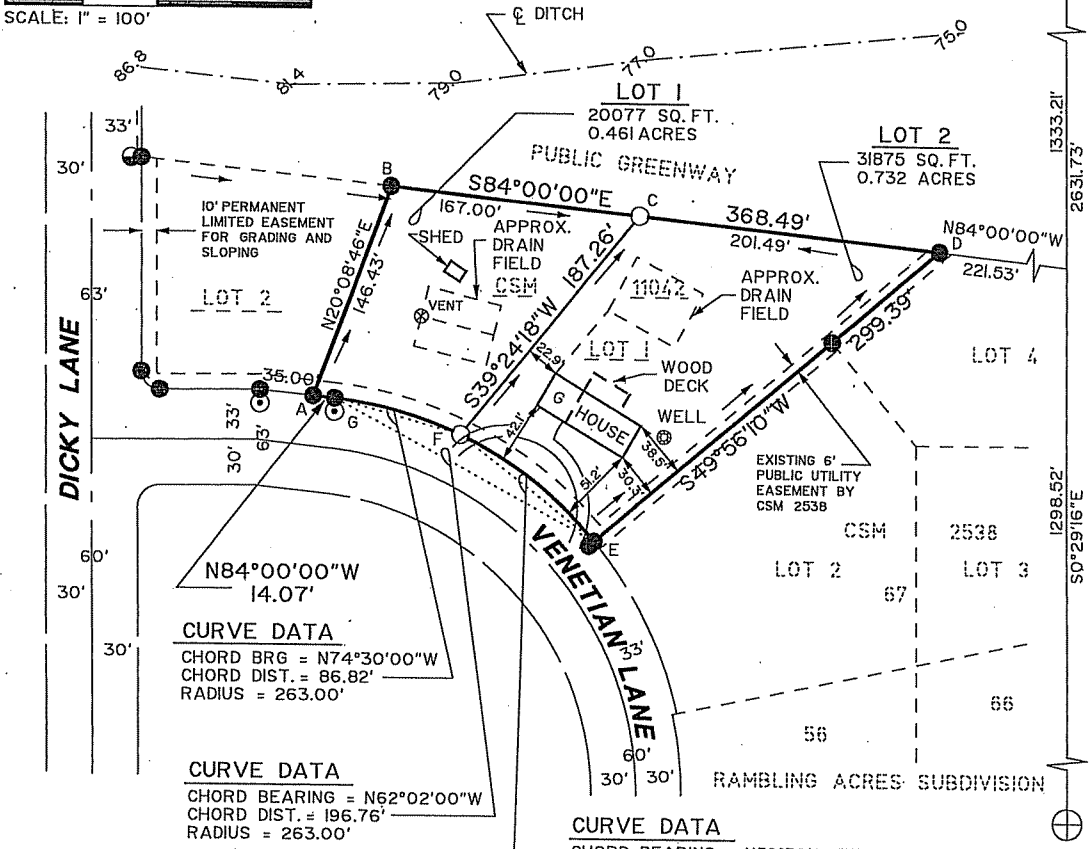 SCALE: 1" = 100'
℄ DITCH
86.8
81.4
79.0
77.0
75.0
LOT 1
20077 SQ. FT.
0.461 ACRES
LOT 2
31875 SQ. FT.
0.732 ACRES
PUBLIC GREENWAY
1333.21'
2631.73'
33'
30'
B
S84°00'00"E
167.00'
C
368.49'
201.49'
N84°00'00"W
D
221.53'
10' PERMANENT
LIMITED EASEMENT
FOR GRADING AND
SLOPING
SHED
APPROX.
DRAIN
FIELD
CSM
11042
APPROX.
DRAIN
FIELD
N20°08'46"E
146.43'
S39°24'18"W 187.26'
63'
LOT 2
VENT
LOT 1
WOOD
DECK
299.39'
LOT 4
DICKY LANE
35.00'
A
G
22.9'
G
HOUSE
WELL
F
42.1'
38.5'
51.2'
30.3'
S49°56'10"W
33'
63'
30'
EXISTING 6'
PUBLIC UTILITY
EASEMENT BY
CSM 2538
1298.52'
S0°29'16"E
CSM
2538
E
60'
30'
N84°00'00"W
14.07'
VENETIAN LANE
LOT 2
LOT 3
67
CURVE DATA
CHORD BRG = N74°30'00"W
CHORD DIST. = 86.82'
RADIUS = 263.00'
30'
33'
66
56
60'
30'
30'
RAMBLING ACRES SUBDIVISION
CURVE DATA
CHORD BEARING = N62°02'00"W
CHORD DIST. = 196.76'
RADIUS = 263.00'
CURVE DATA